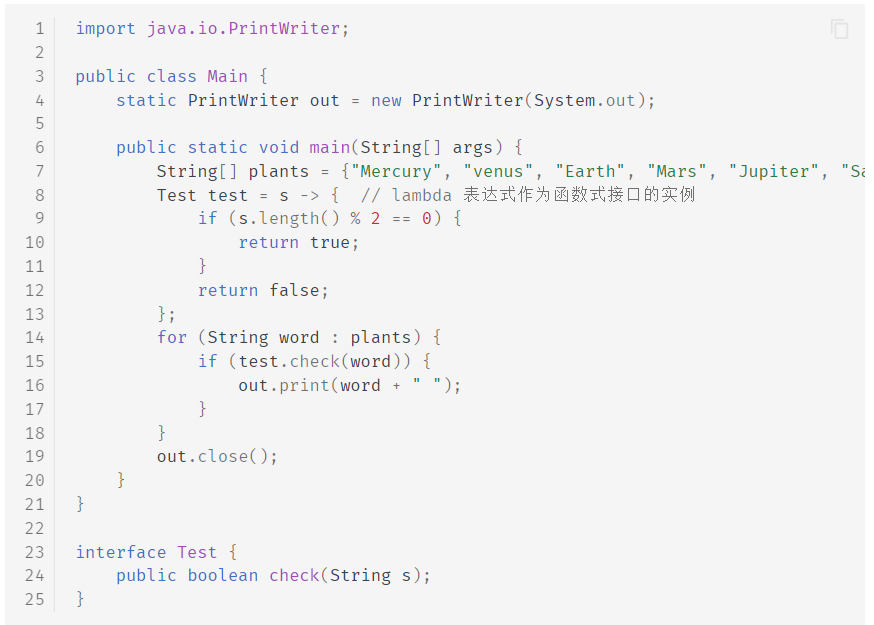 1 import java.io.PrintWriter;
2
3 public class Main {
4     static PrintWriter out = new PrintWriter(System.out);
5
6     public static void main(String[] args) {
7         String[] plants = {"Mercury", "venus", "Earth", "Mars", "Jupiter", "Sa
8         Test test = s -> {  // lambda 表达式作为函数式接口的实例
9             if (s.length() % 2 == 0) {
10                 return true;
11             }
12             return false;
13         };
14         for (String word : plants) {
15             if (test.check(word)) {
16                 out.print(word + " ");
17             }
18         }
19         out.close();
20     }
21 }
22
23 interface Test {
24     public boolean check(String s);
25 }